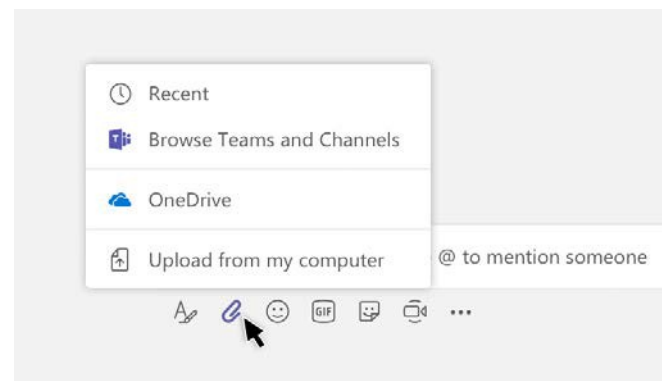 Recent
Browse Teams and Channels
OneDrive
Upload from my computer
@ to mention someone
GIF